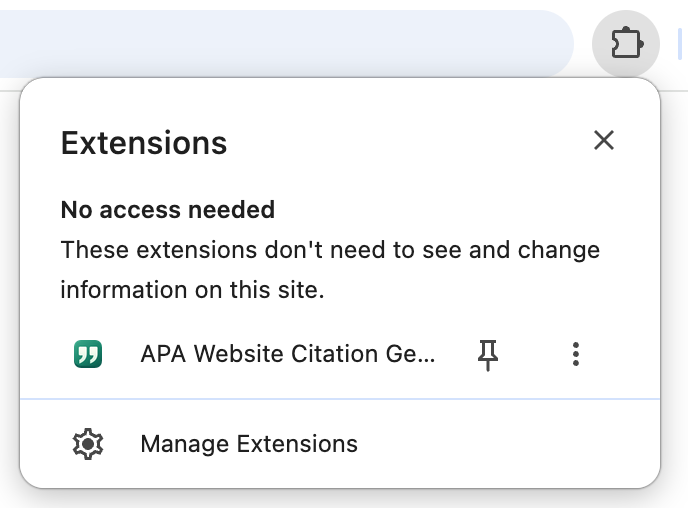 Extensions
No access needed
These extensions don't need to see and change
information on this site.
APA Website Citation Ge...
Manage Extensions